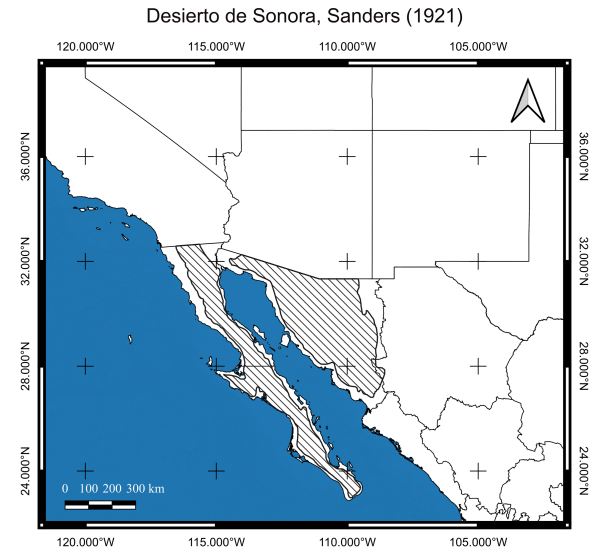 Desierto de Sonora, Sanders (1921)
120.000°W 115.000°W 110.000°W 105.000°W
36.000°N 36.000°N
32.000°N 32.000°N
28.000°N 28.000°N
24.000°N 24.000°N
0 100 200 300 km
120.000°W 115.000°W 110.000°W 105.000°W